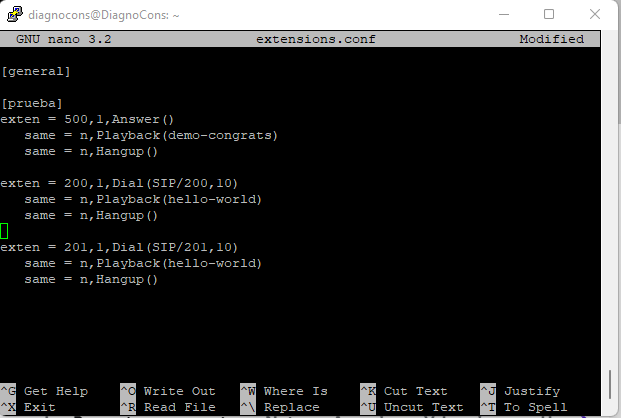 diagnocons@DiagnoCons: ~
GNU nano 3.2 extensions.conf Modified
[general]
[prueba]
exten = 500,1,Answer()
same = n,Playback(demo-congrats)
same = n,Hangup()
exten = 200,1,Dial(SIP/200,10)
same = n,Playback(hello-world)
same = n,Hangup()
exten = 201,1,Dial(SIP/201,10)
same = n,Playback(hello-world)
same = n,Hangup()
^G Get Help ^O Write Out ^W Where Is ^K Cut Text ^J Justify
^X Exit ^R Read File ^\ Replace ^U Uncut Text ^T To Spell